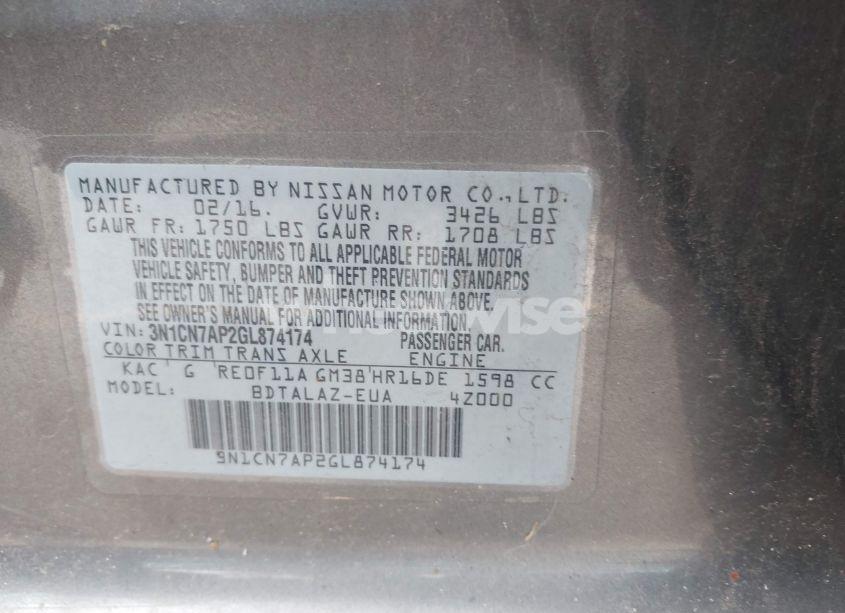 MANUFACTURED BY NISSAN MOTOR CO.,LTD.
DATE: 02/16. GVWR: 3426 LBS
GAWR FR: 1750 LBS GAWR RR: 1708 LBS
THIS VEHICLE CONFORMS TO ALL APPLICABLE FEDERAL MOTOR
VEHICLE SAFETY, BUMPER AND THEFT PREVENTION STANDARDS
IN EFFECT ON THE DATE OF MANUFACTURE SHOWN ABOVE.
SEE OWNER'S MANUAL FOR ADDITIONAL INFORMATION.
VIN: 3N1CN7AP2GL874174 PASSENGER CAR.
COLOR TRIM TRANS AXLE ENGINE
KAC G RE0F11A GM38 HR16DE 1598 CC
MODEL: BDTALAZ-EUA 4Z000
9N1CN7AP2GL874174